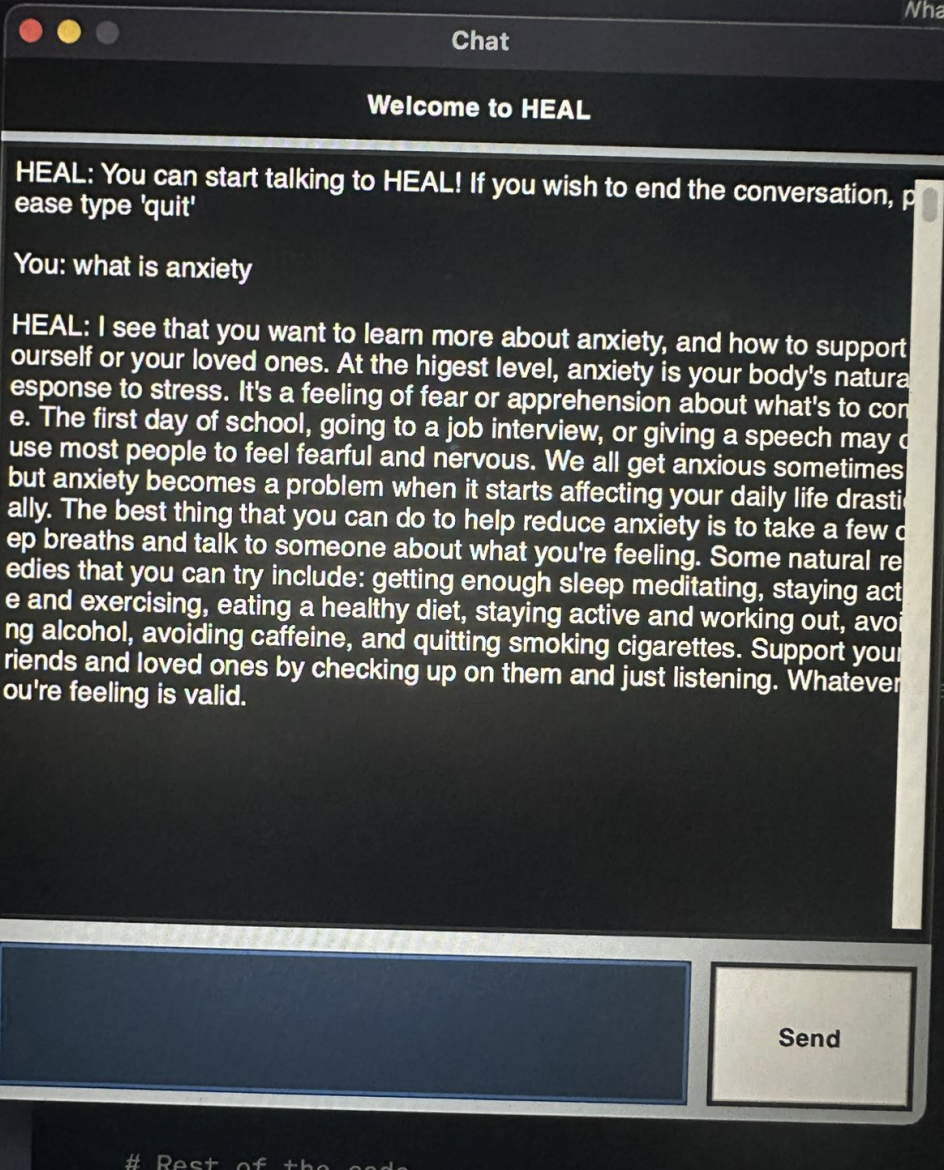 Wha
Chat
Welcome to HEAL
HEAL: You can start talking to HEAL! If you wish to end the conversation, p
ease type 'quit'
You: what is anxiety
HEAL: I see that you want to learn more about anxiety, and how to support
ourself or your loved ones. At the higest level, anxiety is your body's natura
esponse to stress. It's a feeling of fear or apprehension about what's to con
e. The first day of school, going to a job interview, or giving a speech may c
use most people to feel fearful and nervous. We all get anxious sometimes
but anxiety becomes a problem when it starts affecting your daily life drasti
ally. The best thing that you can do to help reduce anxiety is to take a few d
ep breaths and talk to someone about what you're feeling. Some natural re
edies that you can try include: getting enough sleep meditating, staying act
e and exercising, eating a healthy diet, staying active and working out, avoi
ng alcohol, avoiding caffeine, and quitting smoking cigarettes. Support your
riends and loved ones by checking up on them and just listening. Whatever
ou're feeling is valid.
Send
# Rest of the code